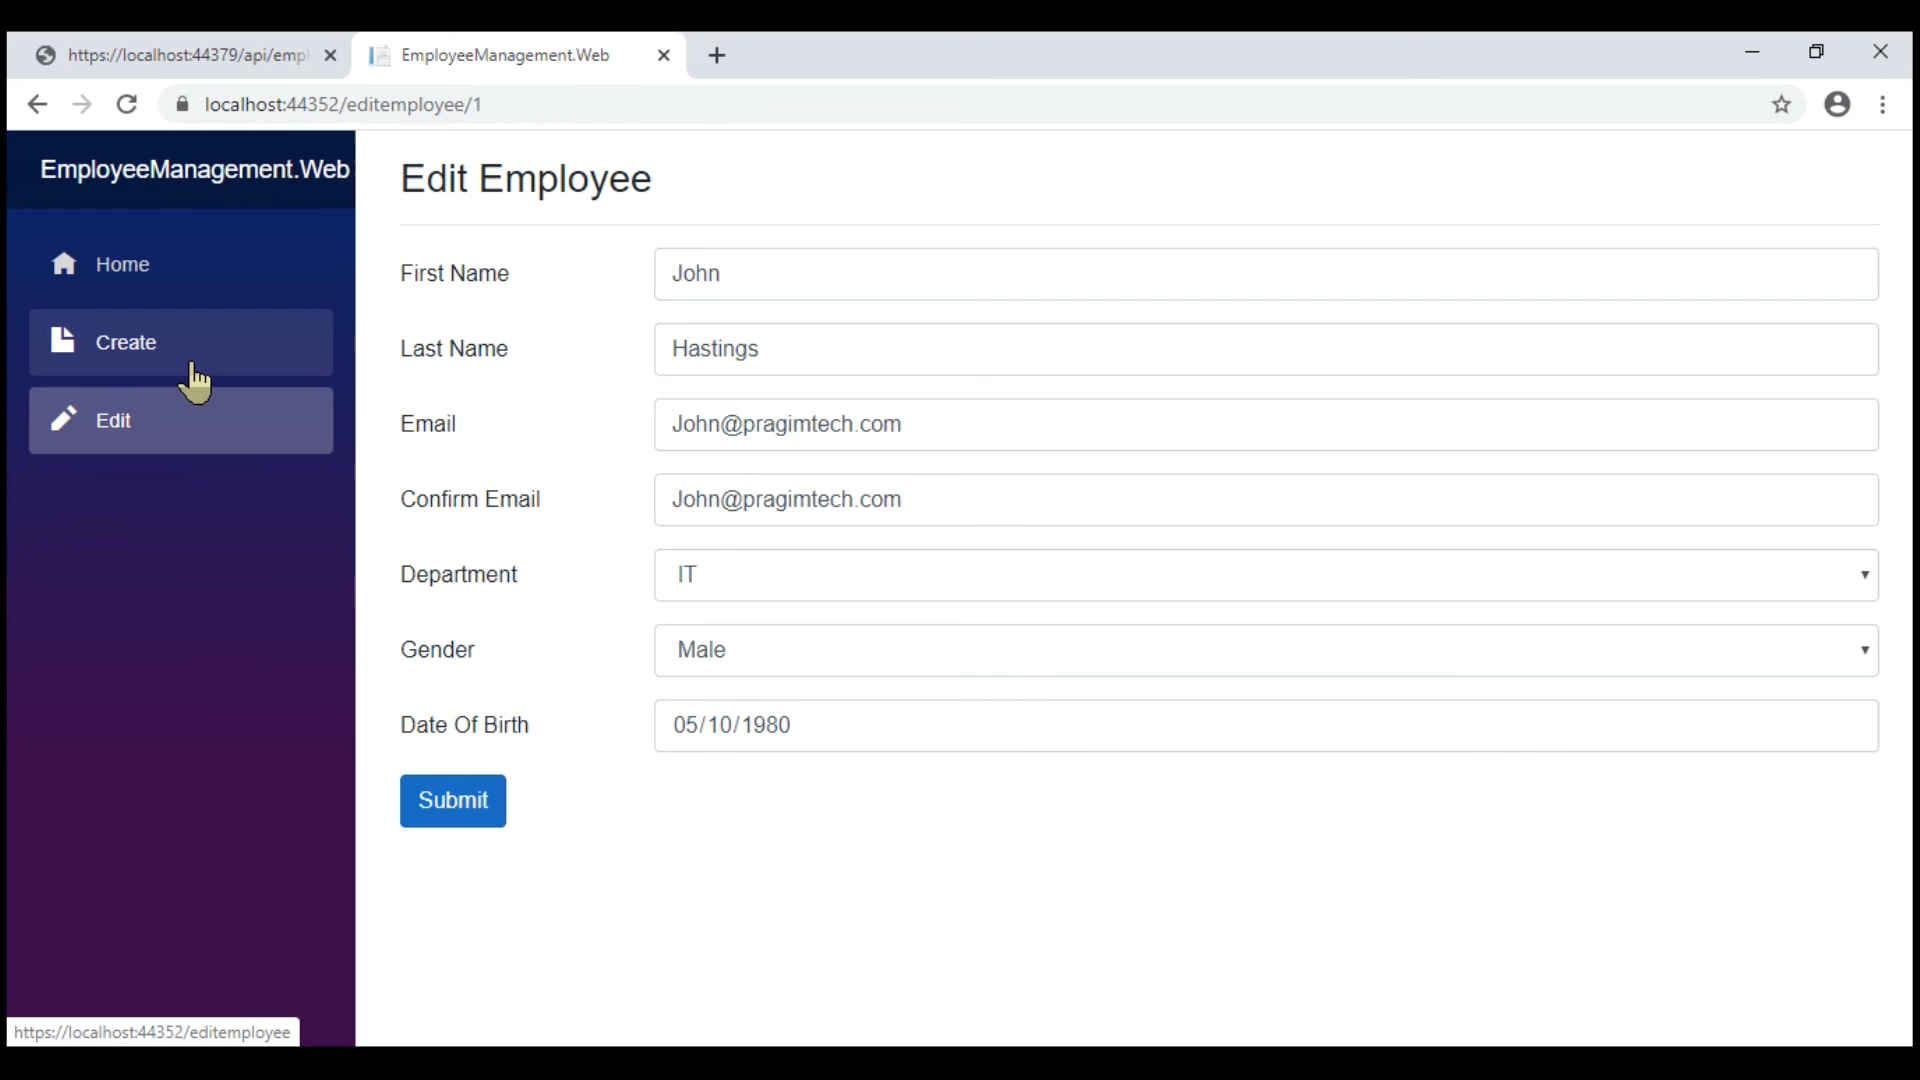 https://localhost:44379/api/empl
EmployeeManagement.Web
localhost:44352/editemployee/1
EmployeeManagement.Web
Home
Create
Edit
Edit Employee
First Name John
Last Name Hastings
Email John@pragimtech.com
Confirm Email John@pragimtech.com
Department IT
Gender Male
Date Of Birth 05/10/1980
Submit
https://localhost:44352/editemployee